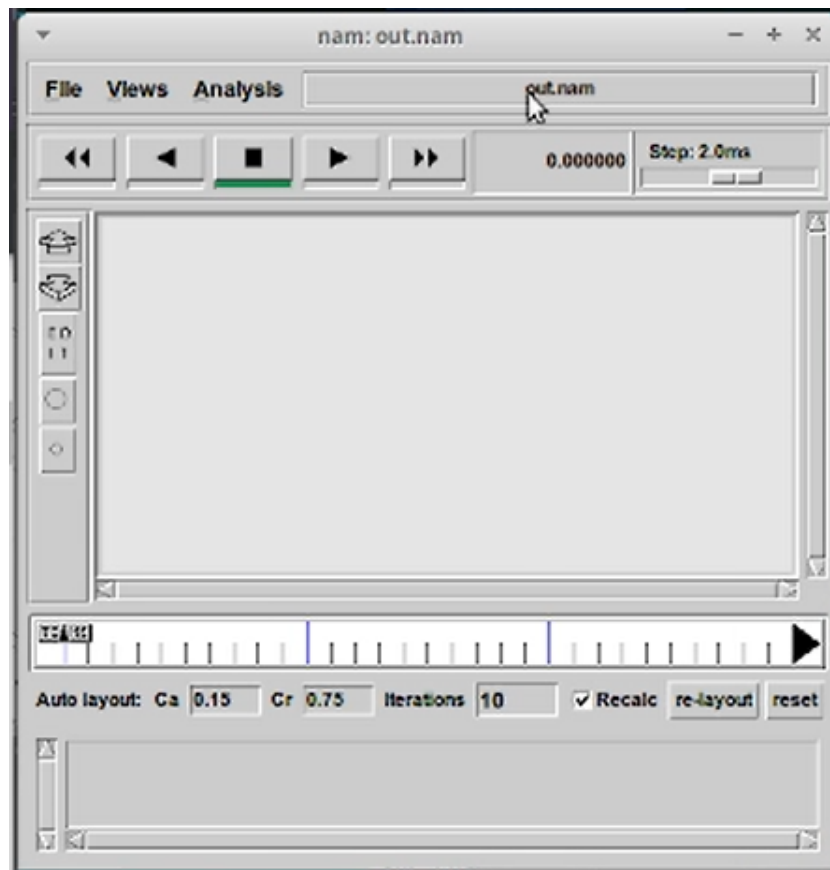 nam: out.nam
File Views Analysis out.nam
0.000000 Step: 2.0ms
E D
I T
TIME
Auto layout: Ca 0.15 Cr 0.75 Iterations 10 Recalc re-layout reset